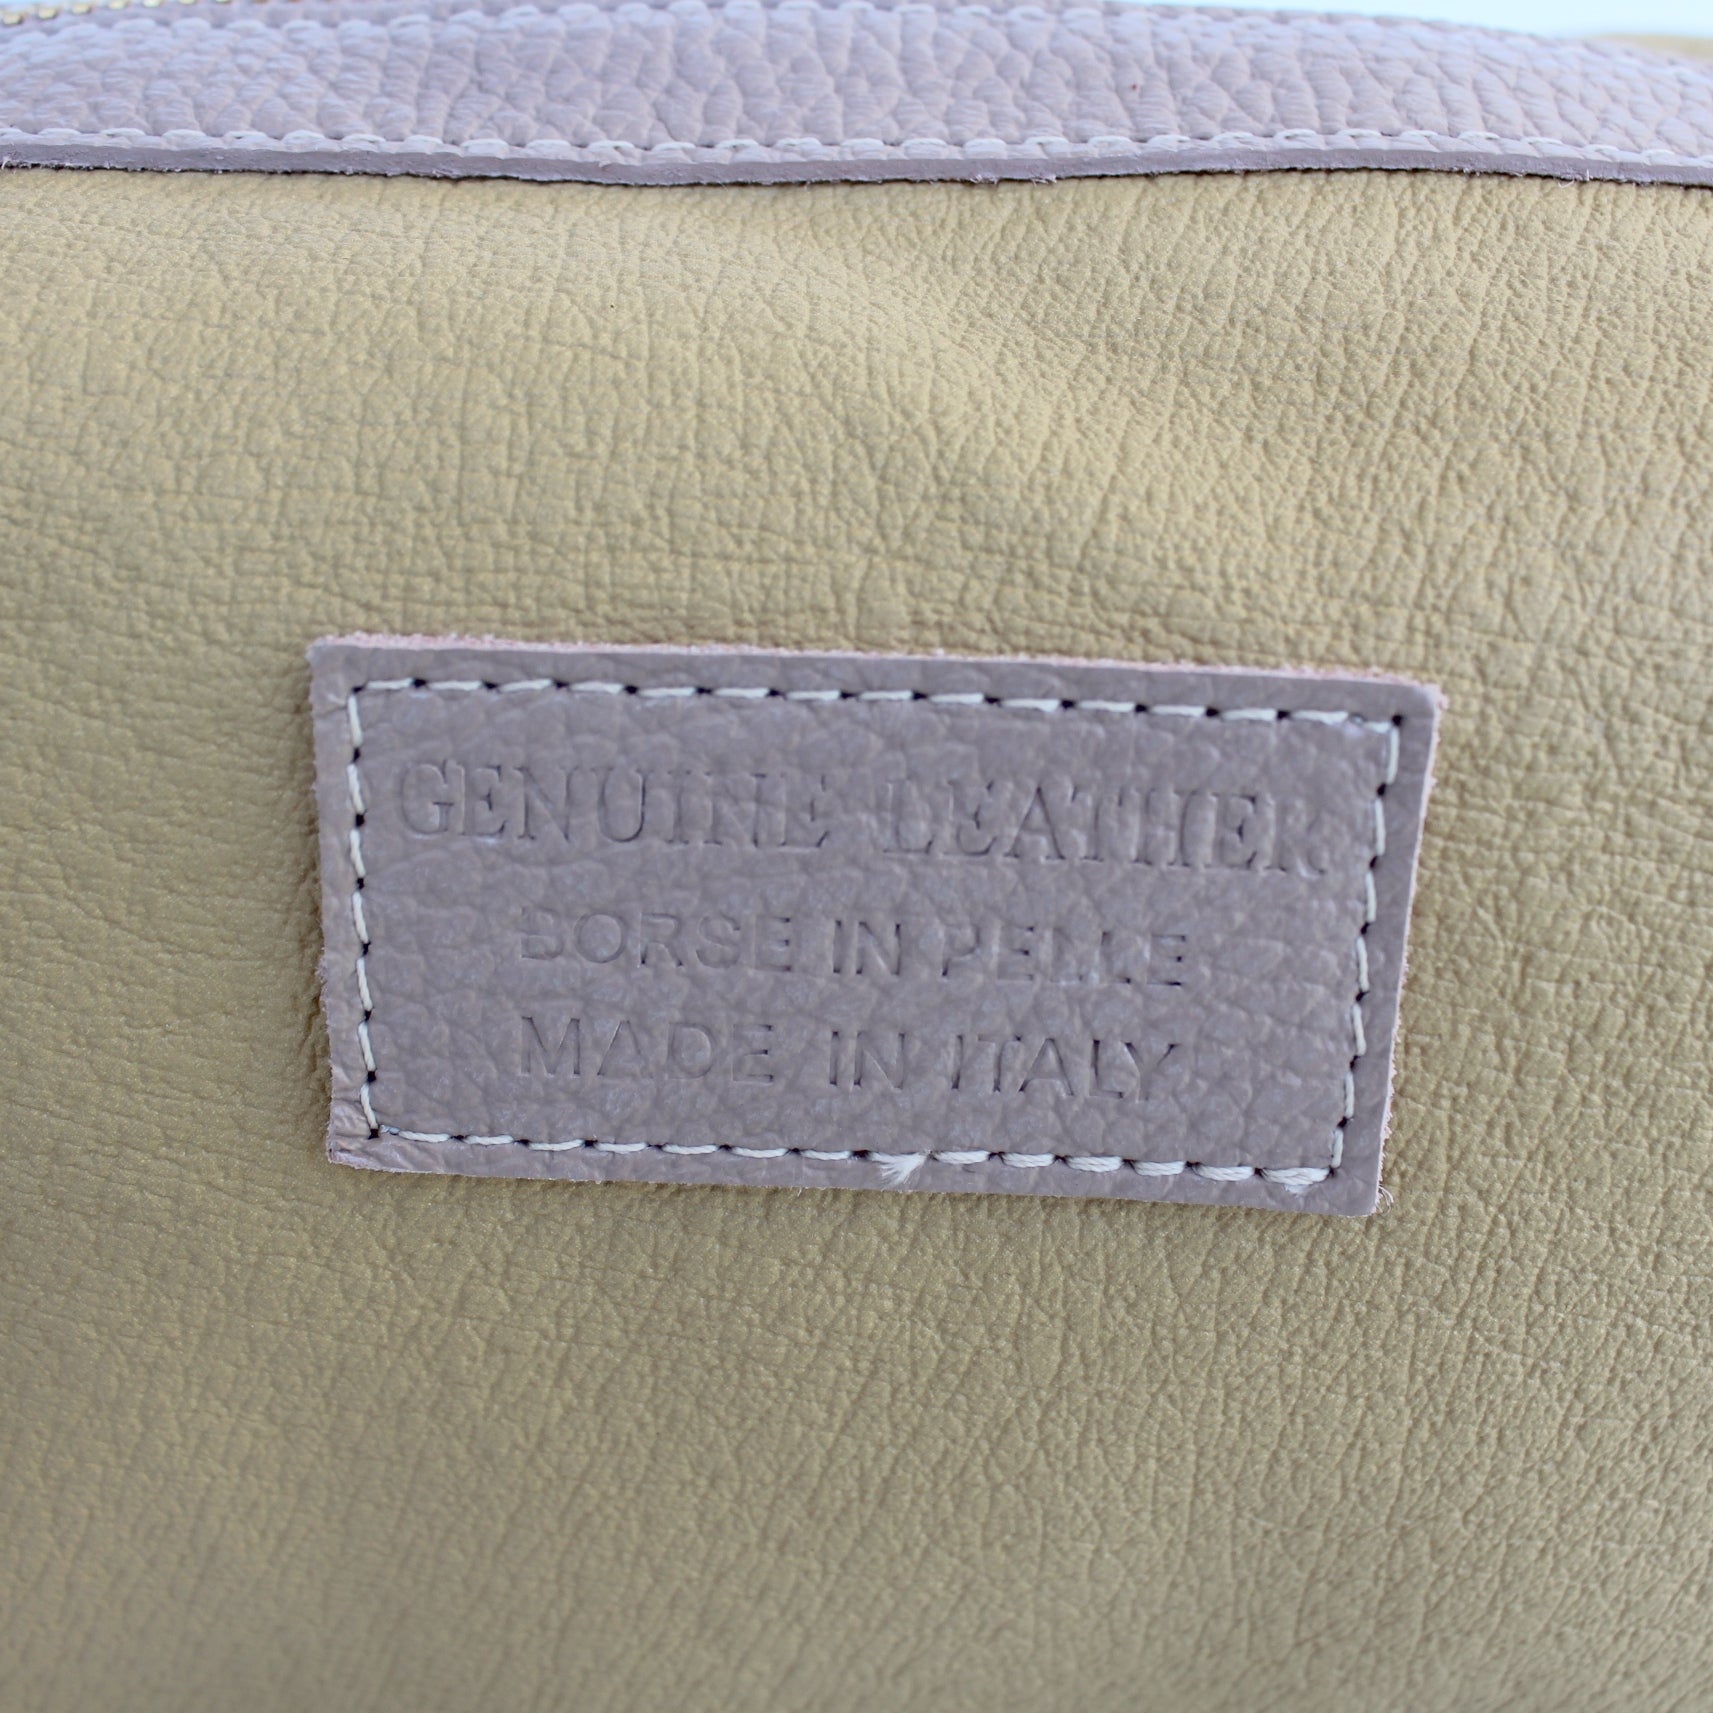 GENUINE LEATHER
BORSE IN PELLE
MADE IN ITALY